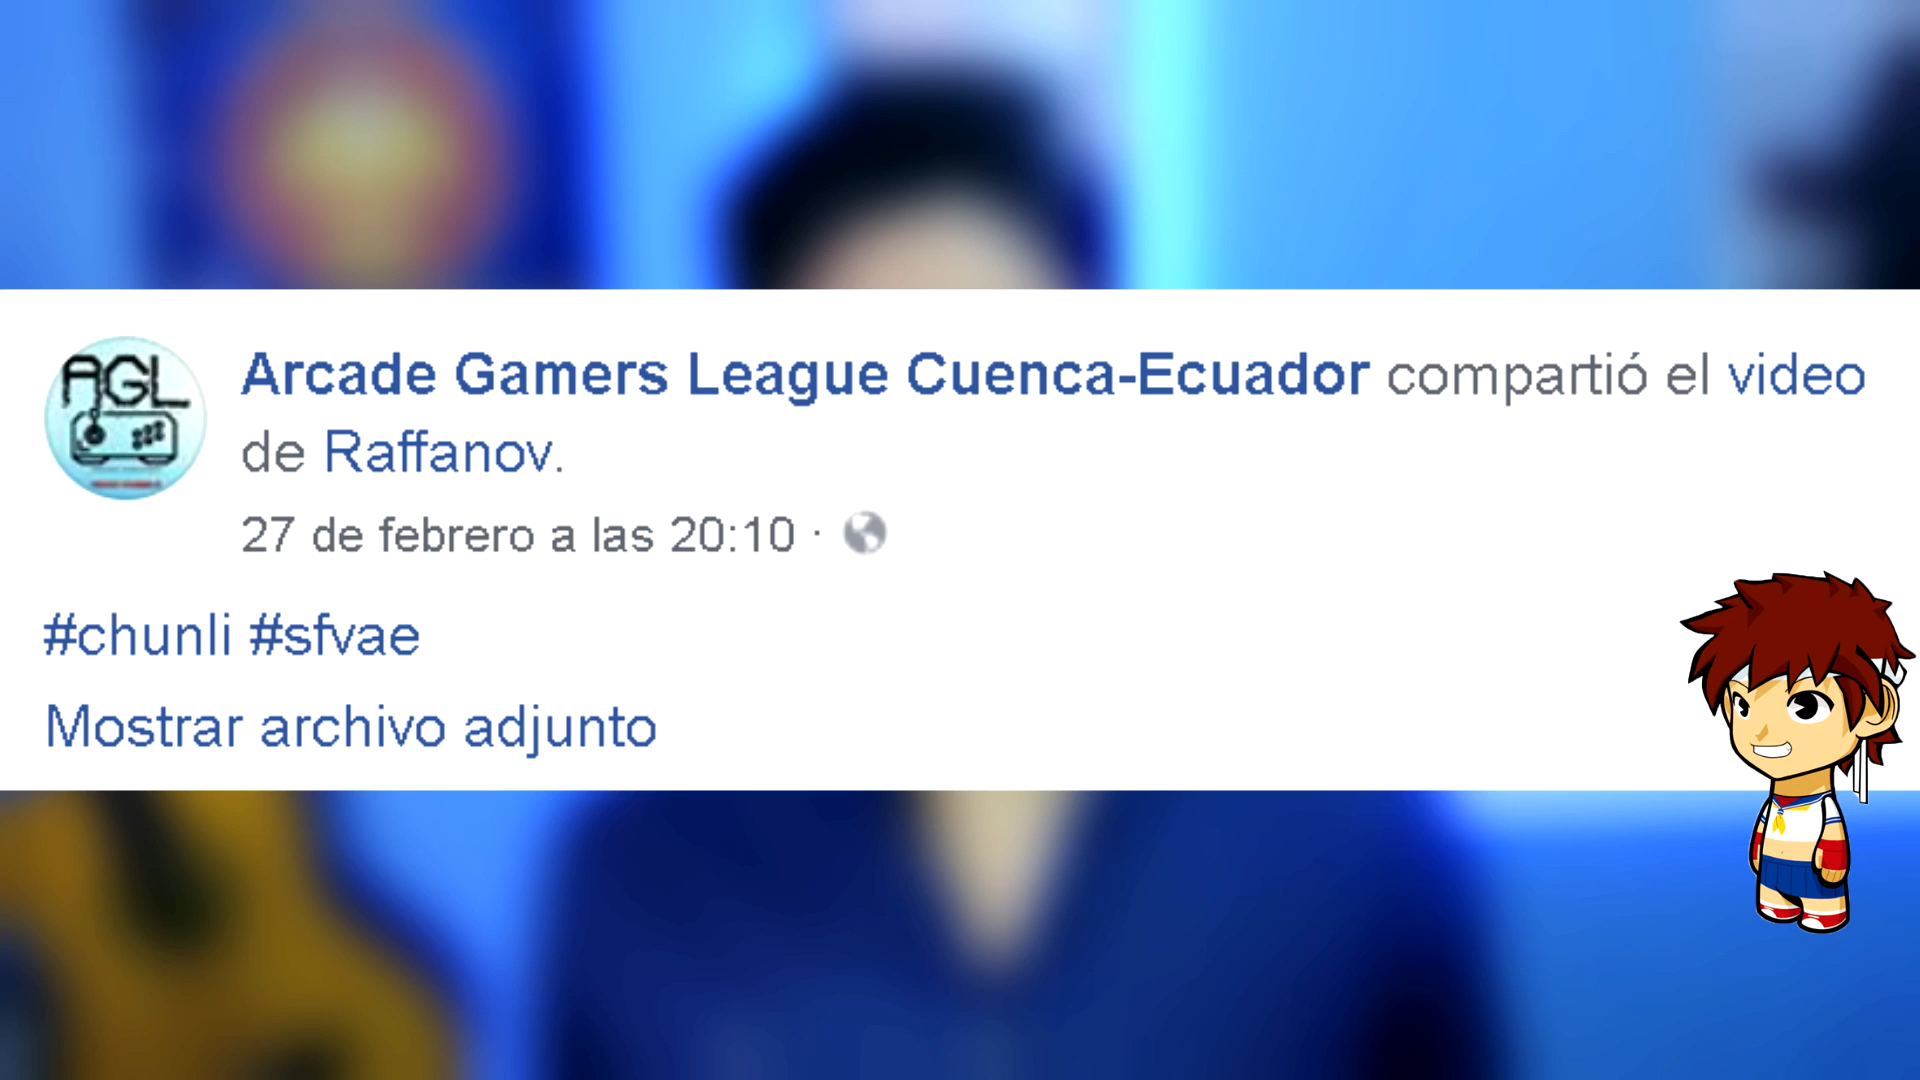 AGL
Arcade Gamers League Cuenca-Ecuador compartió el video
de Raffanov.
27 de febrero a las 20:10 ·
#chunli #sfvae
Mostrar archivo adjunto